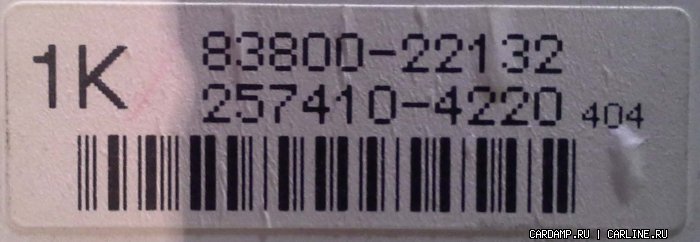 1K
83800-22132
257410-4220 404
CARDAMP.RU | CARLINE.RU